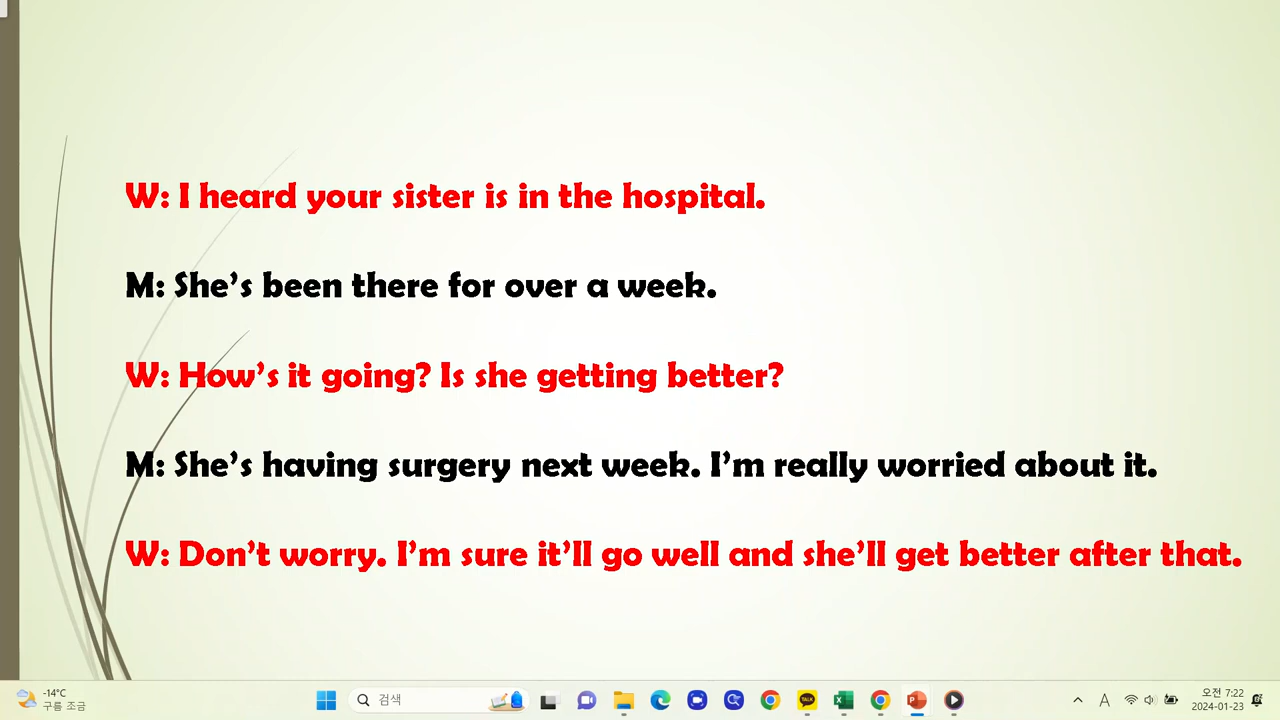 W: I heard your sister is in the hospital.
M: She's been there for over a week.
W: How's it going? Is she getting better?
M: She's having surgery next week. I'm really worried about it.
W: Don't worry. I'm sure it'll go well and she'll get better after that.
-14°C
구름 조금
검색
TALK
A
오전 7:22
2024-01-23